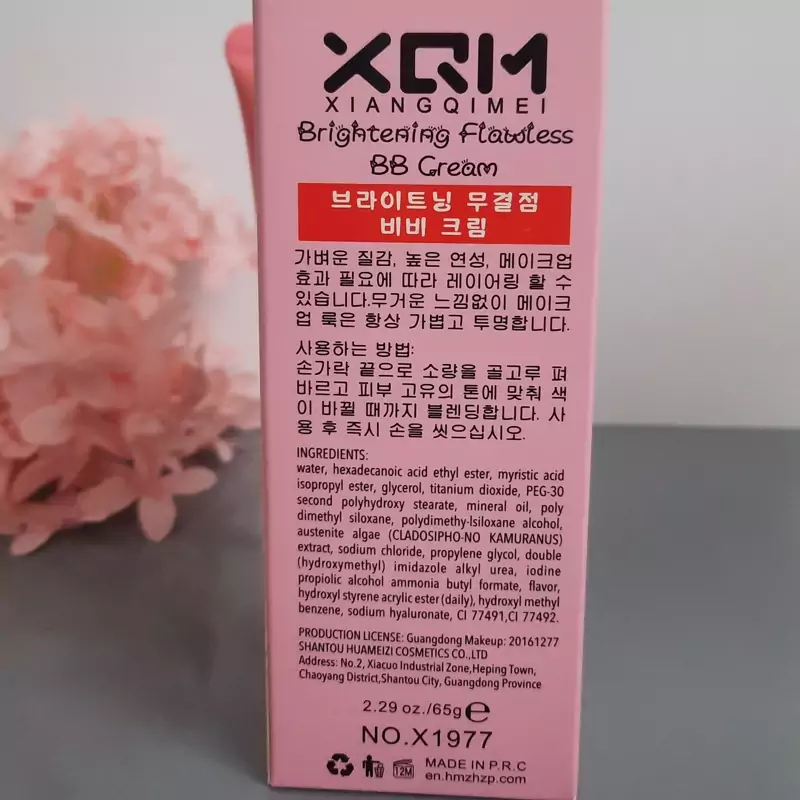 XQM
XIANGQIMEI
Brightening Flawless
BB Cream
브라이트닝 무결점
비비 크림
가벼운 질감, 높은 연성, 메이크업
효과 필요에 따라 레이어링 할 수
있습니다.무거운 느낌없이 메이크
업 룩은 항상 가볍고 투명합니다.
사용하는 방법:
손가락 끝으로 소량을 골고루 펴
바르고 피부 고유의 톤에 맞춰 색
이 바뀔 때까지 블렌딩합니다. 사
용 후 즉시 손을 씻으십시오.
INGREDIENTS:
water, hexadecanoic acid ethyl ester, myristic acid
isopropyl ester, glycerol, titanium dioxide, PEG-30
second polyhydroxy stearate, mineral oil, poly
dimethyl siloxane, polydimethy-lsiloxane alcohol,
austenite algae (CLADOSIPHO-NO KAMURANUS)
extract, sodium chloride, propylene glycol, double
(hydroxymethyl) imidazole alkyl urea, iodine
propiolic alcohol ammonia butyl formate, flavor,
hydroxyl styrene acrylic ester (daily), hydroxyl methyl
benzene, sodium hyaluronate, CI 77491,CI 77492.
PRODUCTION LICENSE: Guangdong Makeup: 20161277
SHANTOU HUAMEIZI COSMETICS CO.,LTD
Address: No.2, Xiacuo Industrial Zone,Heping Town,
Chaoyang District,Shantou City, Guangdong Province
2.29 oz./65g e
NO.X1977
12M MADE IN P.R.C
en.hmzhzp.com